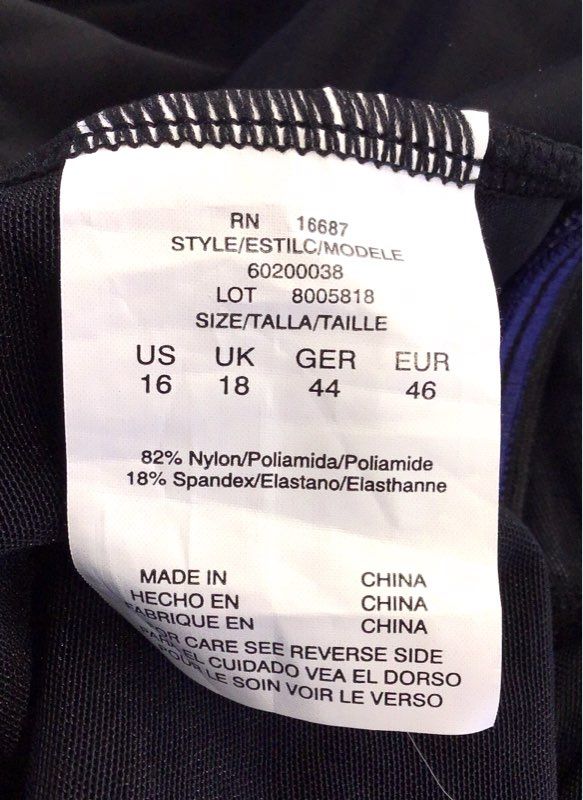 RN 16687
STYLE/ESTILC/MODELE
60200038
LOT 8005818
SIZE/TALLA/TAILLE
US UK GER EUR
16 18 44 46
82% Nylon/Poliamida/Poliamide
18% Spandex/Elastano/Elasthanne
MADE IN CHINA
HECHO EN CHINA
FABRIQUE EN CHINA
FOR CARE SEE REVERSE SIDE
PARA EL CUIDADO VEA EL DORSO
POUR LE SOIN VOIR LE VERSO